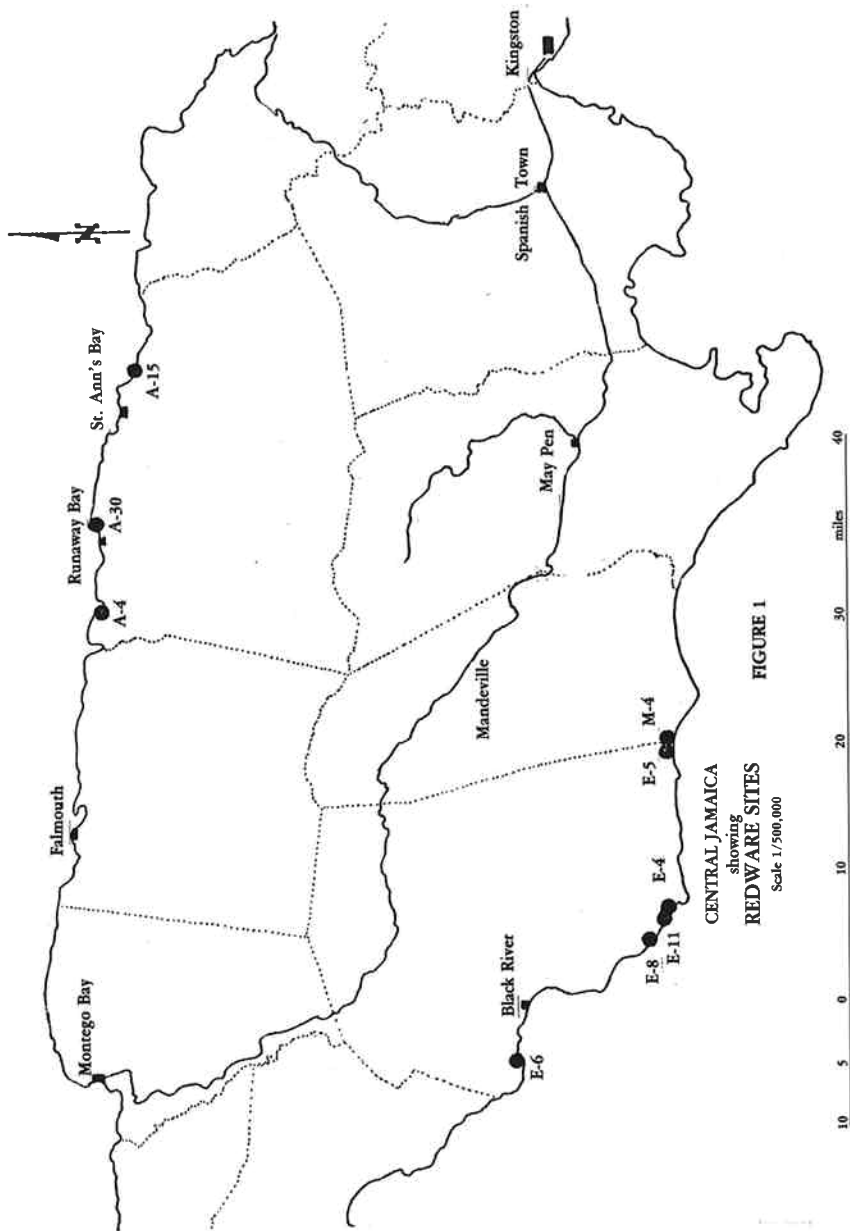 N
Montego Bay
Falmouth
Runaway Bay
St. Ann's Bay
A-4
A-30
A-15
Kingston
Spanish Town
May Pen
Mandeville
Black River
E-6
E-8
E-11
E-4
E-5
M-4
CENTRAL JAMAICA
showing
REDWARE SITES
Scale 1/500,000
FIGURE 1
10 5 0 10 20 30 miles 40